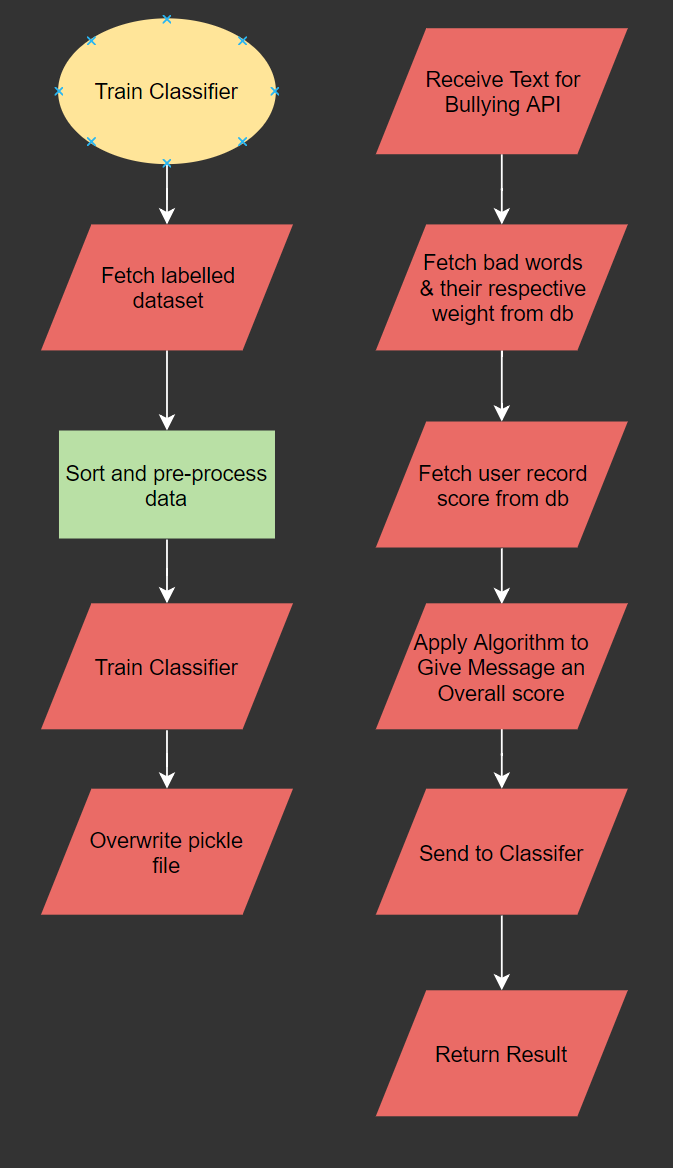 Train Classifier
Fetch labelled
dataset
Sort and pre-process
data
Train Classifier
Overwrite pickle
file
Receive Text for
Bullying API
Fetch bad words
& their respective
weight from db
Fetch user record
score from db
Apply Algorithm to
Give Message an
Overall score
Send to Classifer
Return Result